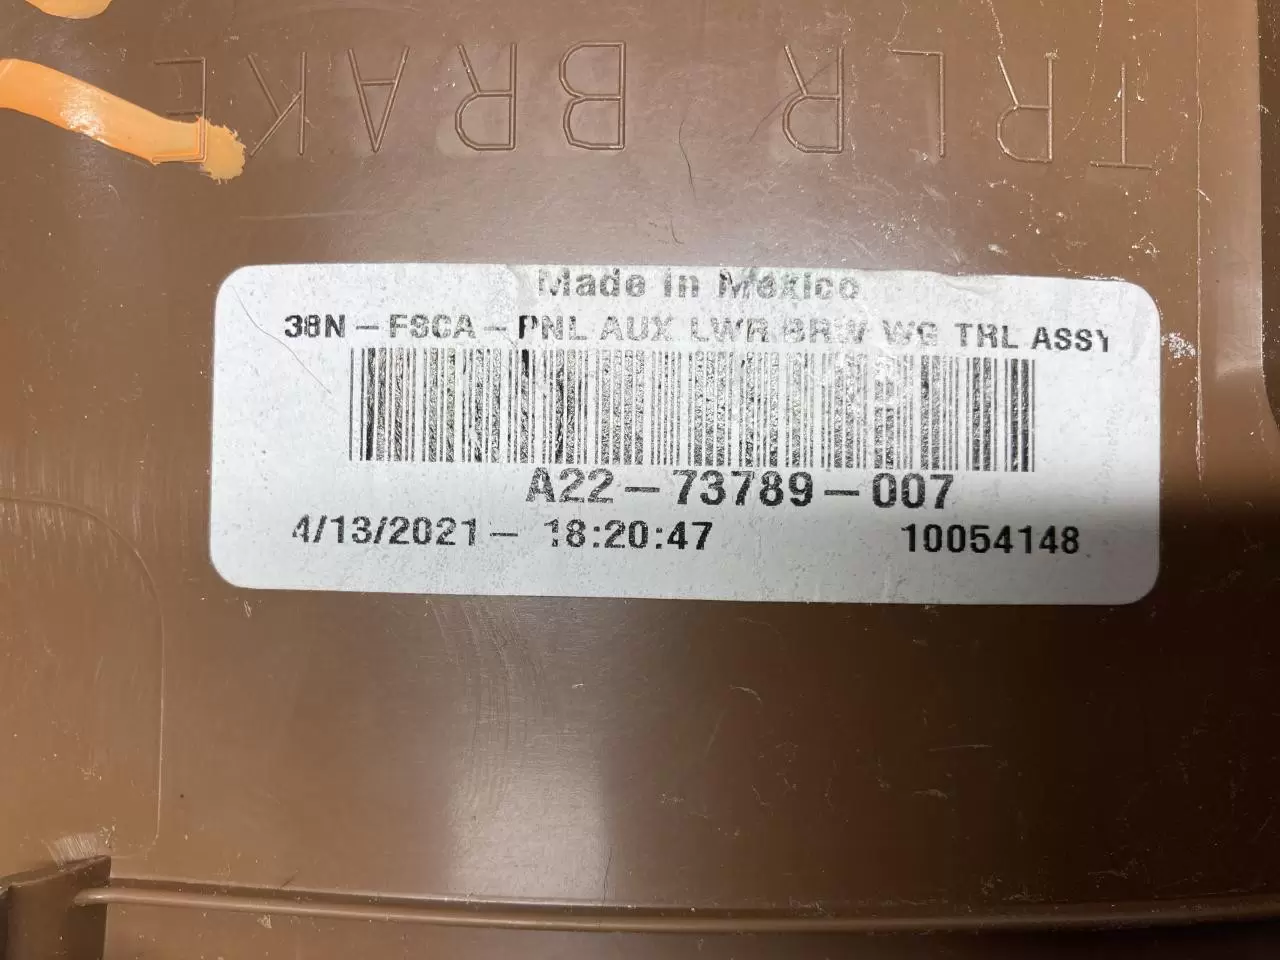 TRLR BRAKE
Made in Mexico
38N - FSCA - PNL AUX LWR BRW WG TRL ASSY
A22-73789-007
4/13/2021 - 18:20:47 10054148